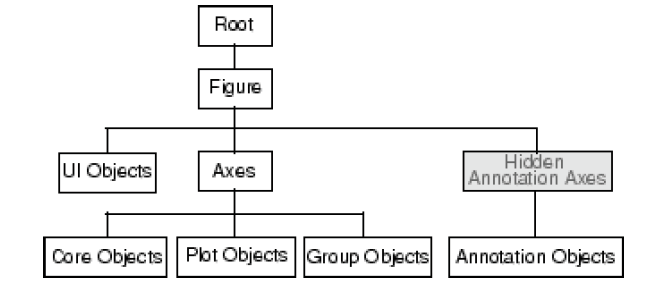 Root
Figure
UI Objects
Axes
Hidden
Annotation Axes
Core Objects
Plot Objects
Group Objects
Annotation Objects